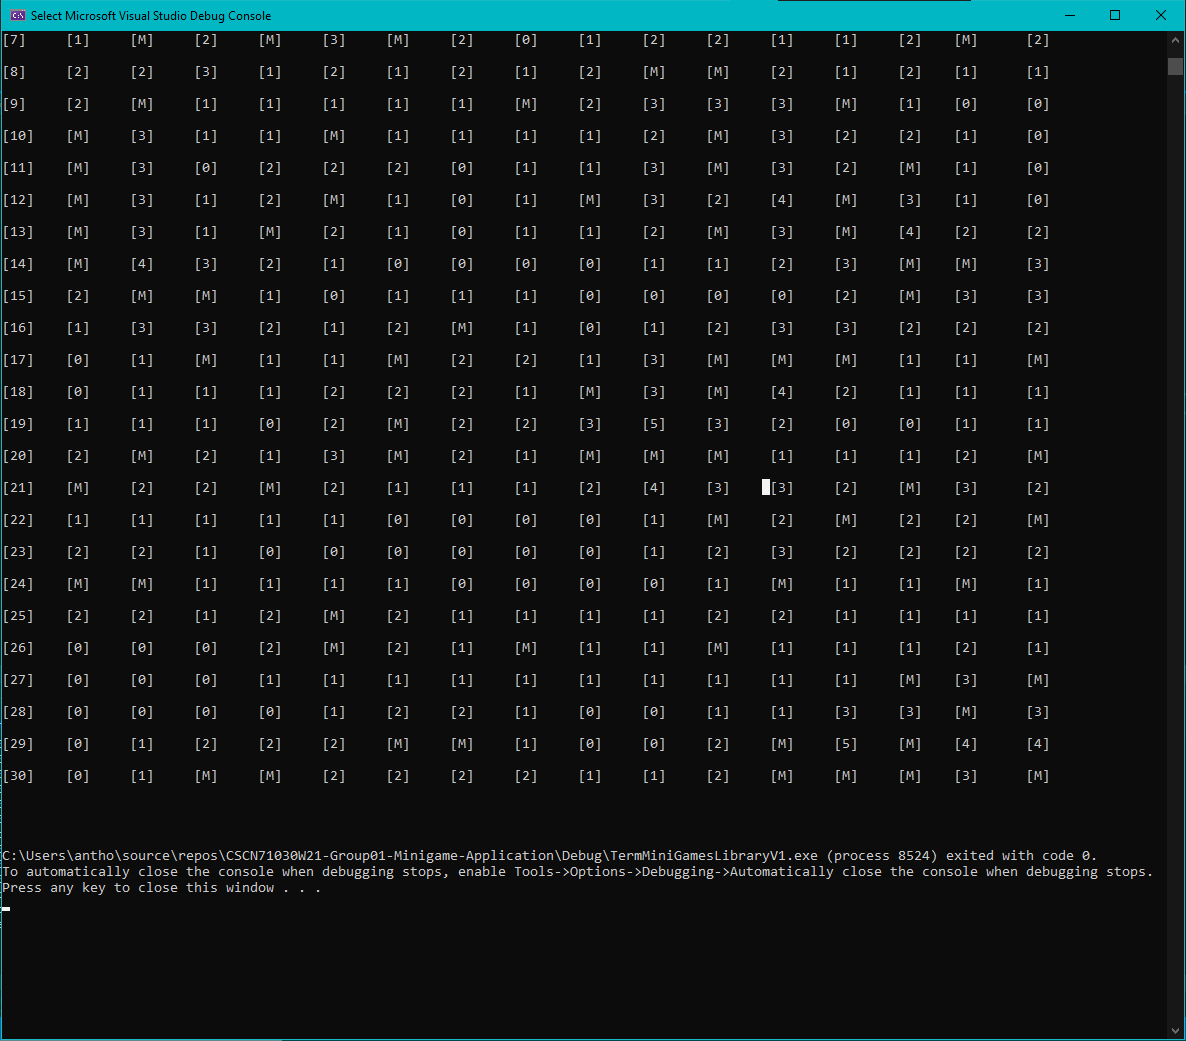 Select Microsoft Visual Studio Debug Console
[7] [1] [M] [2] [M] [3] [M] [2] [0] [1] [2] [2] [1] [1] [2] [M] [2]
[8] [2] [2] [3] [1] [2] [1] [2] [1] [2] [M] [M] [2] [1] [2] [1] [1]
[9] [2] [M] [1] [1] [1] [1] [1] [M] [2] [3] [3] [3] [M] [1] [0] [0]
[10] [M] [3] [1] [1] [M] [1] [1] [1] [1] [2] [M] [3] [2] [2] [1] [0]
[11] [M] [3] [0] [2] [2] [2] [0] [1] [1] [3] [M] [3] [2] [M] [1] [0]
[12] [M] [3] [1] [2] [M] [1] [0] [1] [M] [3] [2] [4] [M] [3] [1] [0]
[13] [M] [3] [1] [M] [2] [1] [0] [1] [1] [2] [M] [3] [M] [4] [2] [2]
[14] [M] [4] [3] [2] [1] [0] [0] [0] [0] [1] [1] [2] [3] [M] [M] [3]
[15] [2] [M] [M] [1] [0] [1] [1] [1] [0] [0] [0] [0] [2] [M] [3] [3]
[16] [1] [3] [3] [2] [1] [2] [M] [1] [0] [1] [2] [3] [3] [2] [2] [2]
[17] [0] [1] [M] [1] [1] [M] [2] [2] [1] [3] [M] [M] [M] [1] [1] [M]
[18] [0] [1] [1] [1] [2] [2] [2] [1] [M] [3] [M] [4] [2] [1] [1] [1]
[19] [1] [1] [1] [0] [2] [M] [2] [2] [3] [5] [3] [2] [0] [0] [1] [1]
[20] [2] [M] [2] [1] [3] [M] [2] [1] [M] [M] [M] [1] [1] [1] [2] [M]
[21] [M] [2] [2] [M] [2] [1] [1] [1] [2] [4] [3] [3] [2] [M] [3] [2]
[22] [1] [1] [1] [1] [1] [0] [0] [0] [0] [1] [M] [2] [M] [2] [2] [M]
[23] [2] [2] [1] [0] [0] [0] [0] [0] [0] [1] [2] [3] [2] [2] [2] [2]
[24] [M] [M] [1] [1] [1] [1] [0] [0] [0] [0] [1] [M] [1] [1] [M] [1]
[25] [2] [2] [1] [2] [M] [2] [1] [1] [1] [1] [2] [2] [1] [1] [1] [1]
[26] [0] [0] [0] [2] [M] [2] [1] [M] [1] [1] [M] [1] [1] [1] [2] [1]
[27] [0] [0] [0] [1] [1] [1] [1] [1] [1] [1] [1] [1] [1] [M] [3] [M]
[28] [0] [0] [0] [0] [1] [2] [2] [1] [0] [0] [1] [1] [3] [3] [M] [3]
[29] [0] [1] [2] [2] [2] [M] [M] [1] [0] [0] [2] [M] [5] [M] [4] [4]
[30] [0] [1] [M] [M] [2] [2] [2] [2] [1] [1] [2] [M] [M] [M] [3] [M]
C:\Users\antho\source\repos\CSCN71030W21-Group01-Minigame-Application\Debug\TermMiniGamesLibraryV1.exe (process 8524) exited with code 0.
To automatically close the console when debugging stops, enable Tools->Options->Debugging->Automatically close the console when debugging stops.
Press any key to close this window . . .